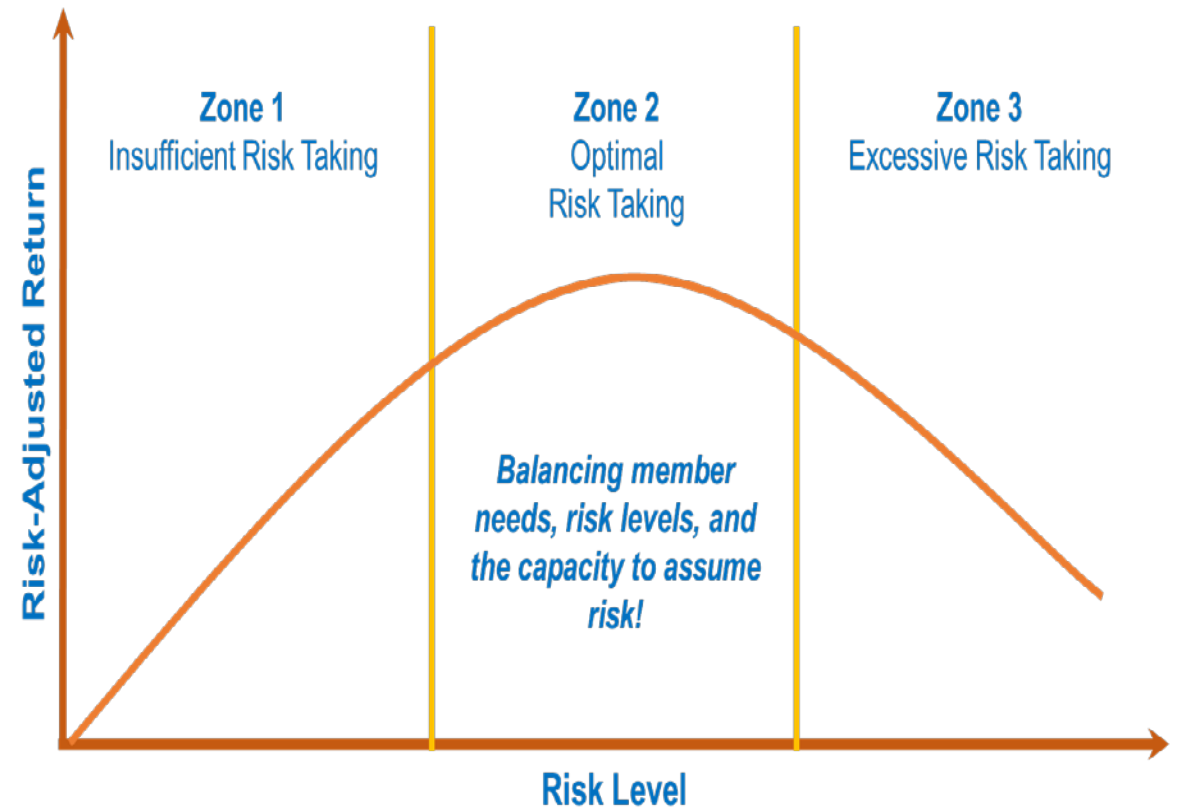 Zone 1
Insufficient Risk Taking
Zone 2
Optimal
Risk Taking
Zone 3
Excessive Risk Taking
Risk-Adjusted Return
Balancing member
needs, risk levels, and
the capacity to assume
risk!
Risk Level